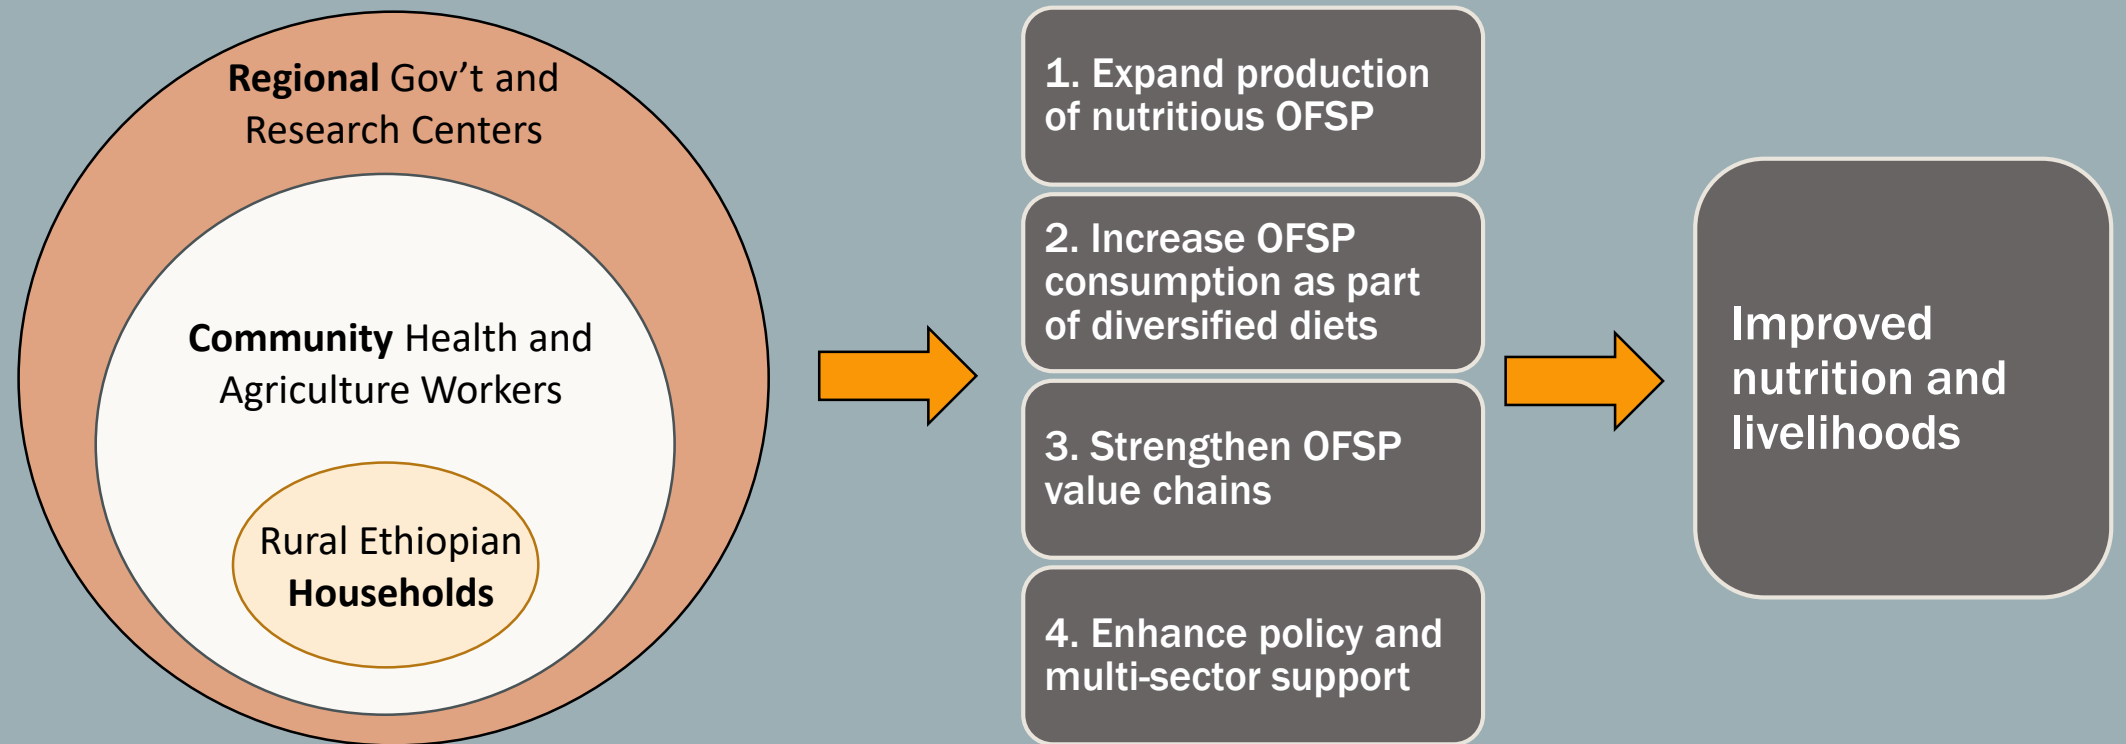 Regional Gov’t and
Research Centers
Community Health and
Agriculture Workers
Rural Ethiopian
Households
1. Expand production
of nutritious OFSP
2. Increase OFSP
consumption as part
of diversified diets
3. Strengthen OFSP
value chains
4. Enhance policy and
multi-sector support
Improved
nutrition and
livelihoods